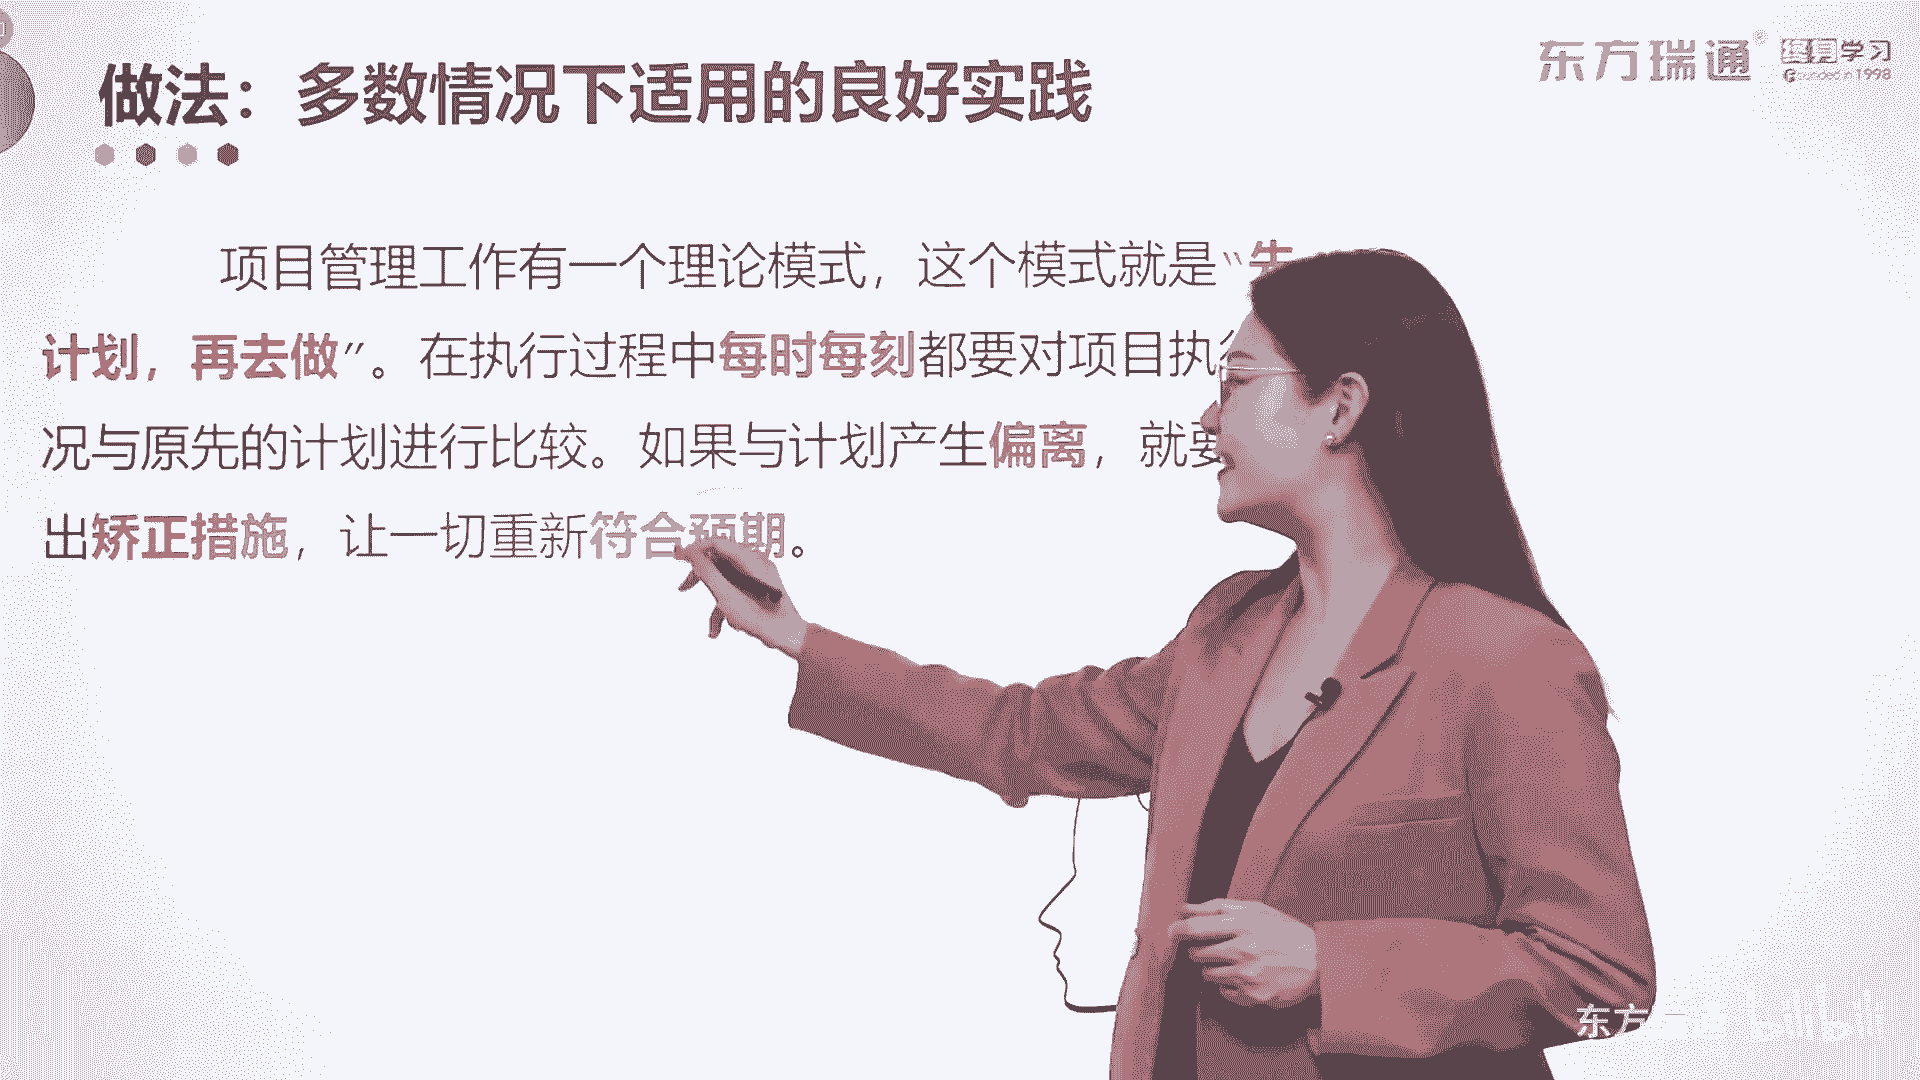 做法：多数情况下适用的良好实践
东方瑞通® 终身学习
Founded in 1998
项目管理工作有一个理论模式，这个模式就是“先
计划，再去做”。在执行过程中每时每刻都要对项目执行
况与原先的计划进行比较。如果与计划产生偏离，就要
出矫正措施，让一切重新符合预期。
东方 bilibili